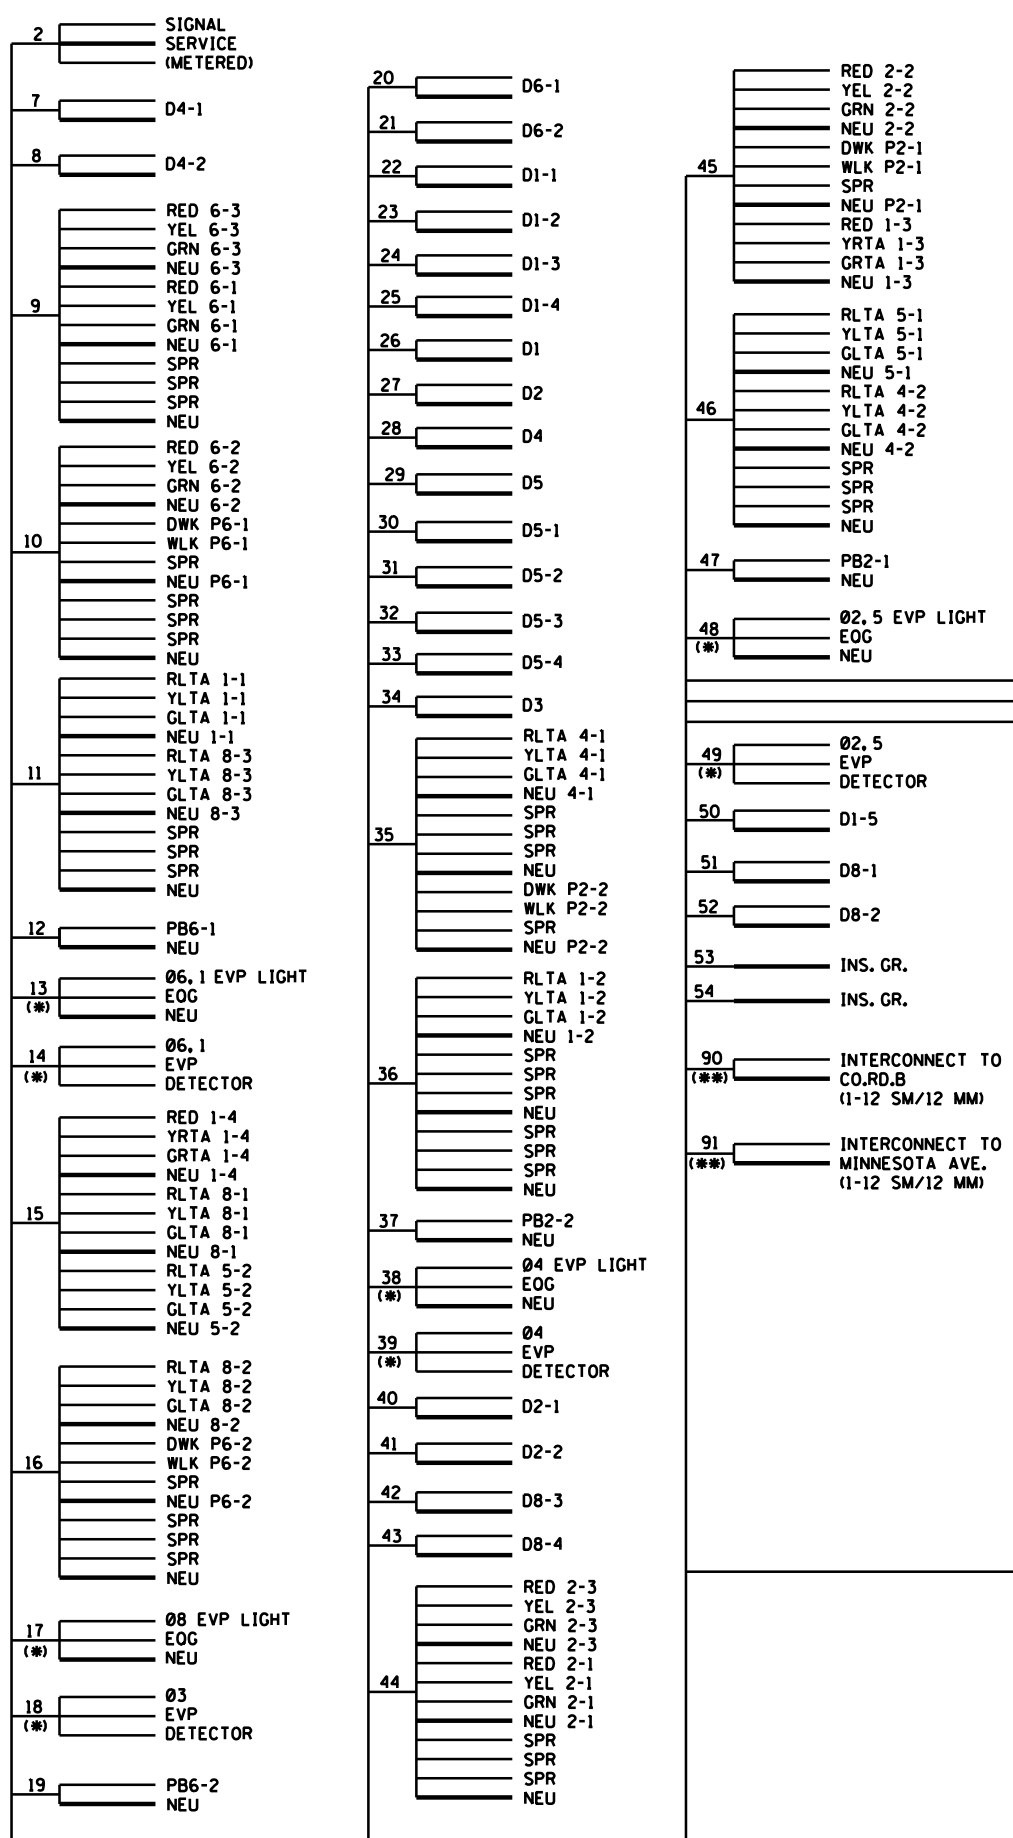 2
SIGNAL
SERVICE
(METERED)
7
D4-1
8
D4-2
9
RED 6-3
YEL 6-3
GRN 6-3
NEU 6-3
RED 6-1
YEL 6-1
GRN 6-1
NEU 6-1
SPR
SPR
SPR
NEU
10
RED 6-2
YEL 6-2
GRN 6-2
NEU 6-2
DWK P6-1
WLK P6-1
SPR
NEU P6-1
SPR
SPR
SPR
NEU
11
RLTA 1-1
YLTA 1-1
GLTA 1-1
NEU 1-1
RLTA 8-3
YLTA 8-3
GLTA 8-3
NEU 8-3
SPR
SPR
SPR
NEU
12
PB6-1
NEU
13
(*)
Ø6,1 EVP LIGHT
EOG
NEU
14
(*)
Ø6,1
EVP
DETECTOR
15
RED 1-4
YRTA 1-4
GRTA 1-4
NEU 1-4
RLTA 8-1
YLTA 8-1
GLTA 8-1
NEU 8-1
RLTA 5-2
YLTA 5-2
GLTA 5-2
NEU 5-2
16
RLTA 8-2
YLTA 8-2
GLTA 8-2
NEU 8-2
DWK P6-2
WLK P6-2
SPR
NEU P6-2
SPR
SPR
SPR
NEU
17
(*)
Ø8 EVP LIGHT
EOG
NEU
18
(*)
Ø3
EVP
DETECTOR
19
PB6-2
NEU
20
D6-1
21
D6-2
22
D1-1
23
D1-2
24
D1-3
25
D1-4
26
D1
27
D2
28
D4
29
D5
30
D5-1
31
D5-2
32
D5-3
33
D5-4
34
D3
35
RLTA 4-1
YLTA 4-1
GLTA 4-1
NEU 4-1
SPR
SPR
SPR
NEU
DWK P2-2
WLK P2-2
SPR
NEU P2-2
36
RLTA 1-2
YLTA 1-2
GLTA 1-2
NEU 1-2
SPR
SPR
SPR
NEU
SPR
SPR
SPR
NEU
37
PB2-2
NEU
38
(*)
Ø4 EVP LIGHT
EOG
NEU
39
(*)
Ø4
EVP
DETECTOR
40
D2-1
41
D2-2
42
D8-3
43
D8-4
44
RED 2-3
YEL 2-3
GRN 2-3
NEU 2-3
RED 2-1
YEL 2-1
GRN 2-1
NEU 2-1
SPR
SPR
SPR
NEU
45
RED 2-2
YEL 2-2
GRN 2-2
NEU 2-2
DWK P2-1
WLK P2-1
SPR
NEU P2-1
RED 1-3
YRTA 1-3
GRTA 1-3
NEU 1-3
46
RLTA 5-1
YLTA 5-1
GLTA 5-1
NEU 5-1
RLTA 4-2
YLTA 4-2
GLTA 4-2
NEU 4-2
SPR
SPR
SPR
NEU
47
PB2-1
NEU
48
(*)
Ø2,5 EVP LIGHT
EOG
NEU
49
(*)
Ø2,5
EVP
DETECTOR
50
D1-5
51
D8-1
52
D8-2
53
INS. GR.
54
INS. GR.
90
(**)
INTERCONNECT TO
CO.RD.B
(1-12 SM/12 MM)
91
(**)
INTERCONNECT TO
MINNESOTA AVE.
(1-12 SM/12 MM)